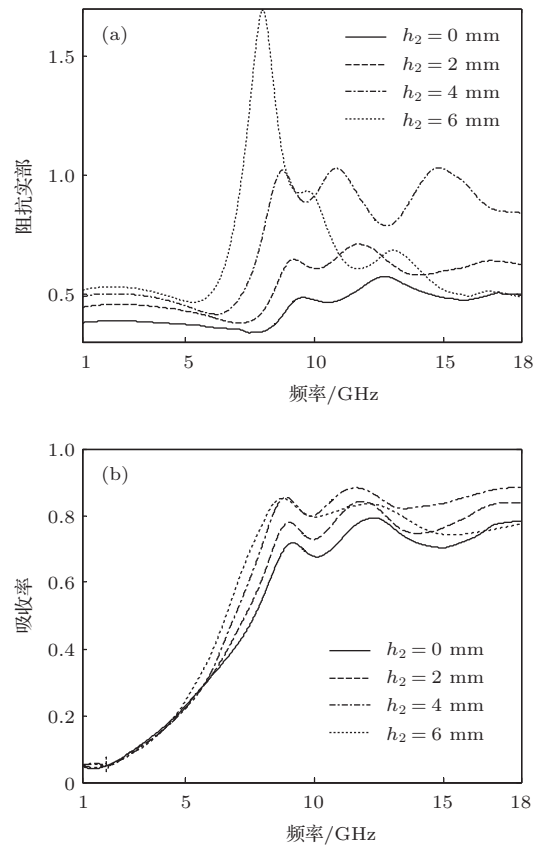 (a)
h₂ = 0 mm
h₂ = 2 mm
h₂ = 4 mm
h₂ = 6 mm
1.5
1.0
0.5
阻抗实部
1 5 10 15 18
频率/GHz
(b)
1.0
0.8
0.6
0.4
0.2
0
吸收率
h₂ = 0 mm
h₂ = 2 mm
h₂ = 4 mm
h₂ = 6 mm
1 5 10 15 18
频率/GHz